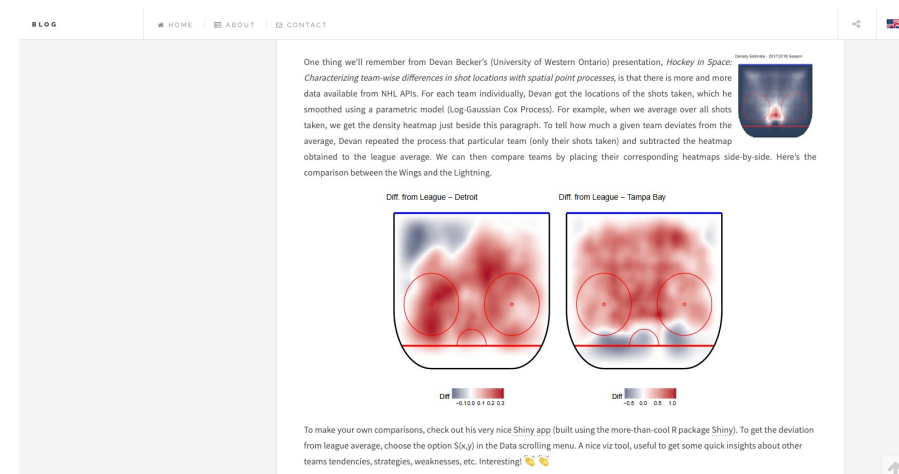 BLOG
HOME
ABOUT
CONTACT
Density Estimate - 2017/2018 Season
One thing we'll remember from Devan Becker's (University of Western Ontario) presentation, Hockey in Space:
Characterizing team-wise differences in shot locations with spatial point processes, is that there is more and more
data available from NHL APIs. For each team individually, Devan got the locations of the shots taken, which he
smoothed using a parametric model (Log-Gaussian Cox Process). For example, when we average over all shots
taken, we get the density heatmap just beside this paragraph. To tell how much a given team deviates from the
average, Devan repeated the process that particular team (only their shots taken) and subtracted the heatmap
obtained to the league average. We can then compare teams by placing their corresponding heatmaps side-by-side. Here's the
comparison between the Wings and the Lightning.
Diff. from League – Detroit
Diff. from League – Tampa Bay
Diff
-0.1 0.0 0.1 0.2 0.3
Diff
-0.5 0.0 0.5 1.0
To make your own comparisons, check out his very nice Shiny app (built using the more-than-cool R package Shiny). To get the deviation
from league average, choose the option S(x,y) in the Data scrolling menu. A nice viz tool, useful to get some quick insights about other
teams tendencies, strategies, weaknesses, etc. Interesting! 👏 👏